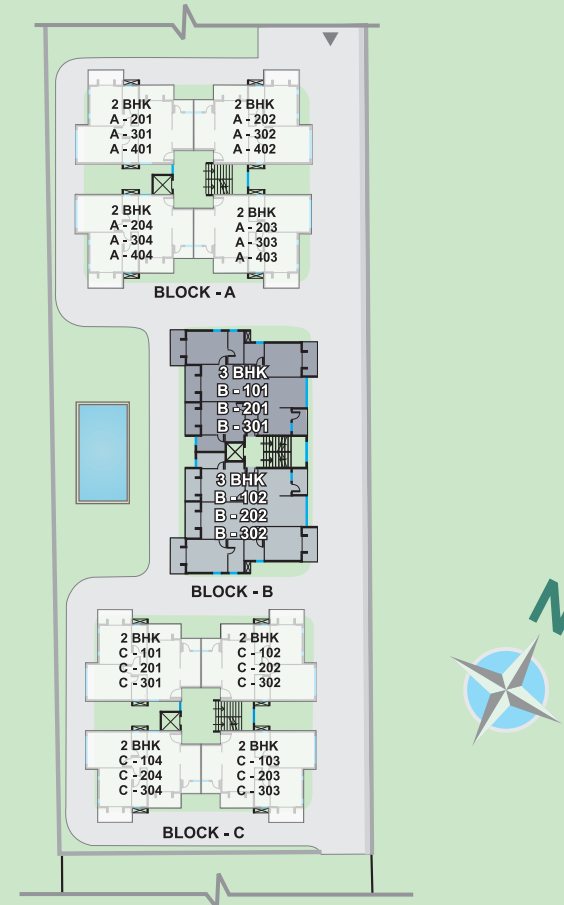 2 BHK
A - 201
A - 301
A - 401
2 BHK
A - 202
A - 302
A - 402
2 BHK
A - 204
A - 304
A - 404
2 BHK
A - 203
A - 303
A - 403
BLOCK - A
3 BHK
B - 101
B - 201
B - 301
3 BHK
B - 102
B - 202
B - 302
BLOCK - B
2 BHK
C - 101
C - 201
C - 301
2 BHK
C - 102
C - 202
C - 302
2 BHK
C - 104
C - 204
C - 304
2 BHK
C - 103
C - 203
C - 303
BLOCK - C
N